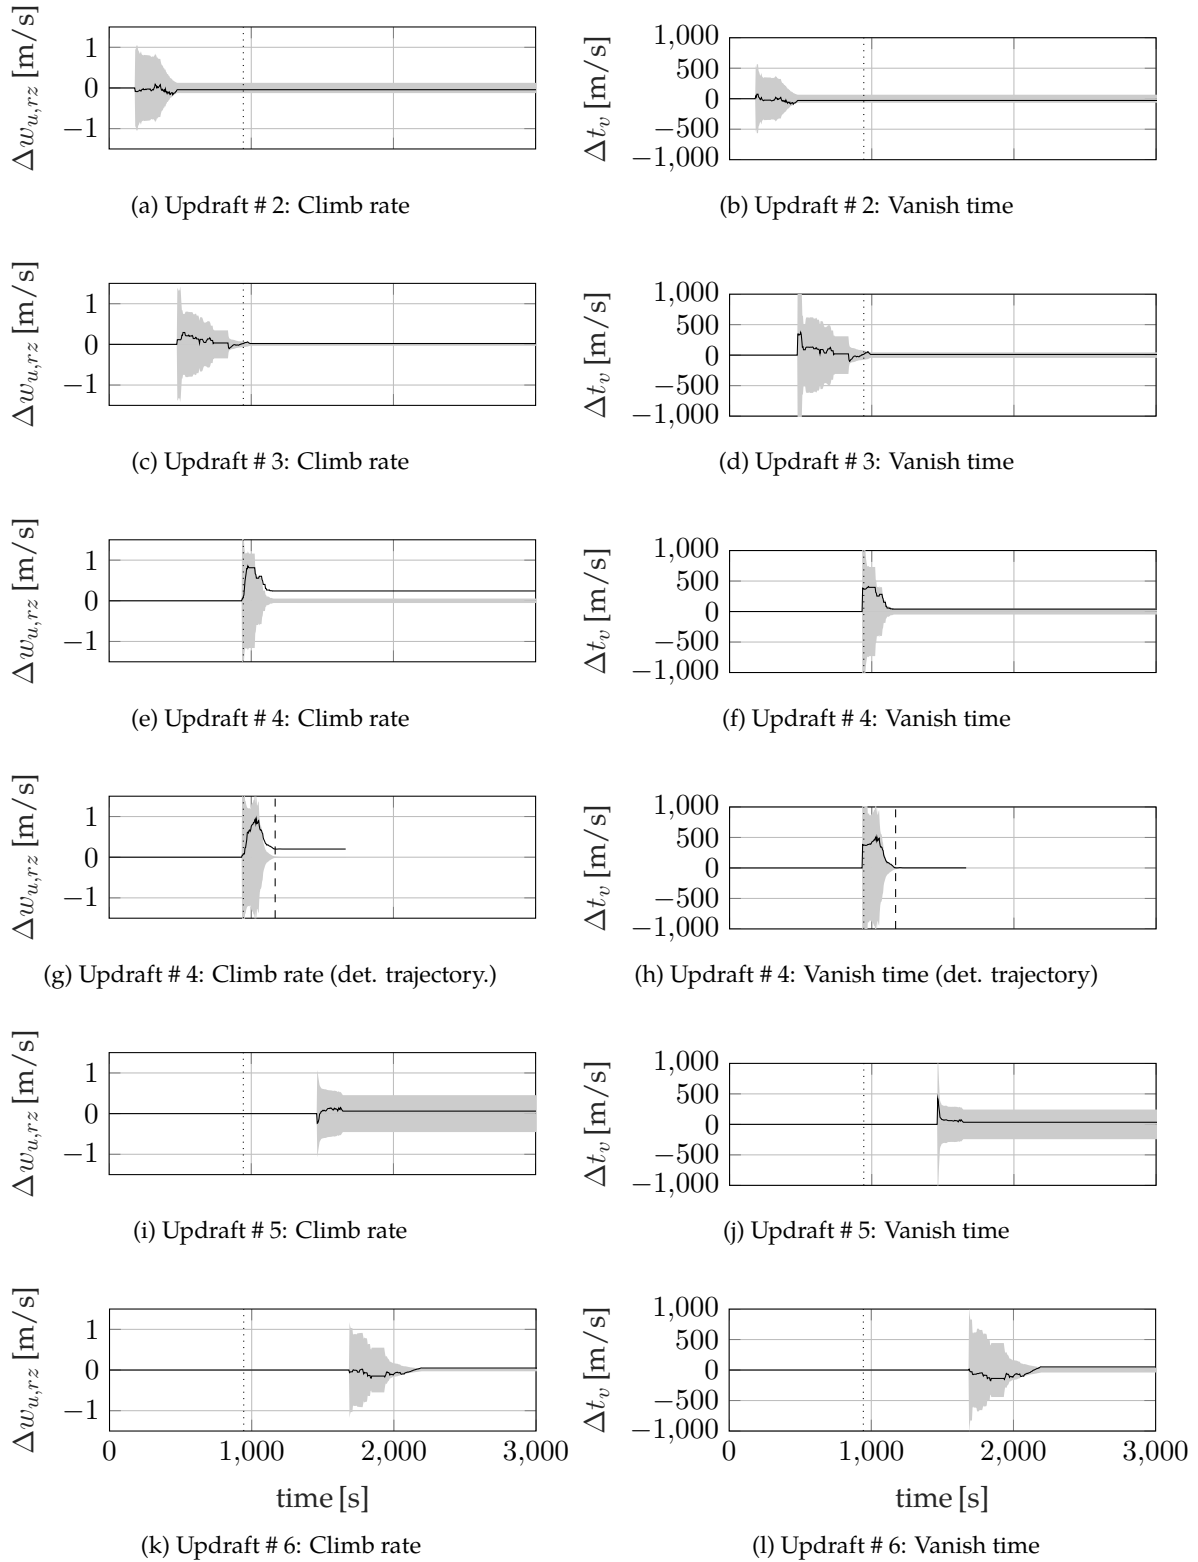 Δw_{u,rz} [m/s]
1
0
−1
(a) Updraft # 2: Climb rate
Δt_v [m/s]
1,000
500
0
−500
−1,000
(b) Updraft # 2: Vanish time
Δw_{u,rz} [m/s]
1
0
−1
(c) Updraft # 3: Climb rate
Δt_v [m/s]
1,000
500
0
−500
−1,000
(d) Updraft # 3: Vanish time
Δw_{u,rz} [m/s]
1
0
−1
(e) Updraft # 4: Climb rate
Δt_v [m/s]
1,000
500
0
−500
−1,000
(f) Updraft # 4: Vanish time
Δw_{u,rz} [m/s]
1
0
−1
(g) Updraft # 4: Climb rate (det. trajectory.)
Δt_v [m/s]
1,000
500
0
−500
−1,000
(h) Updraft # 4: Vanish time (det. trajectory)
Δw_{u,rz} [m/s]
1
0
−1
(i) Updraft # 5: Climb rate
Δt_v [m/s]
1,000
500
0
−500
−1,000
(j) Updraft # 5: Vanish time
Δw_{u,rz} [m/s]
1
0
−1
0 1,000 2,000 3,000
time [s]
(k) Updraft # 6: Climb rate
Δt_v [m/s]
1,000
500
0
−500
−1,000
0 1,000 2,000 3,000
time [s]
(l) Updraft # 6: Vanish time